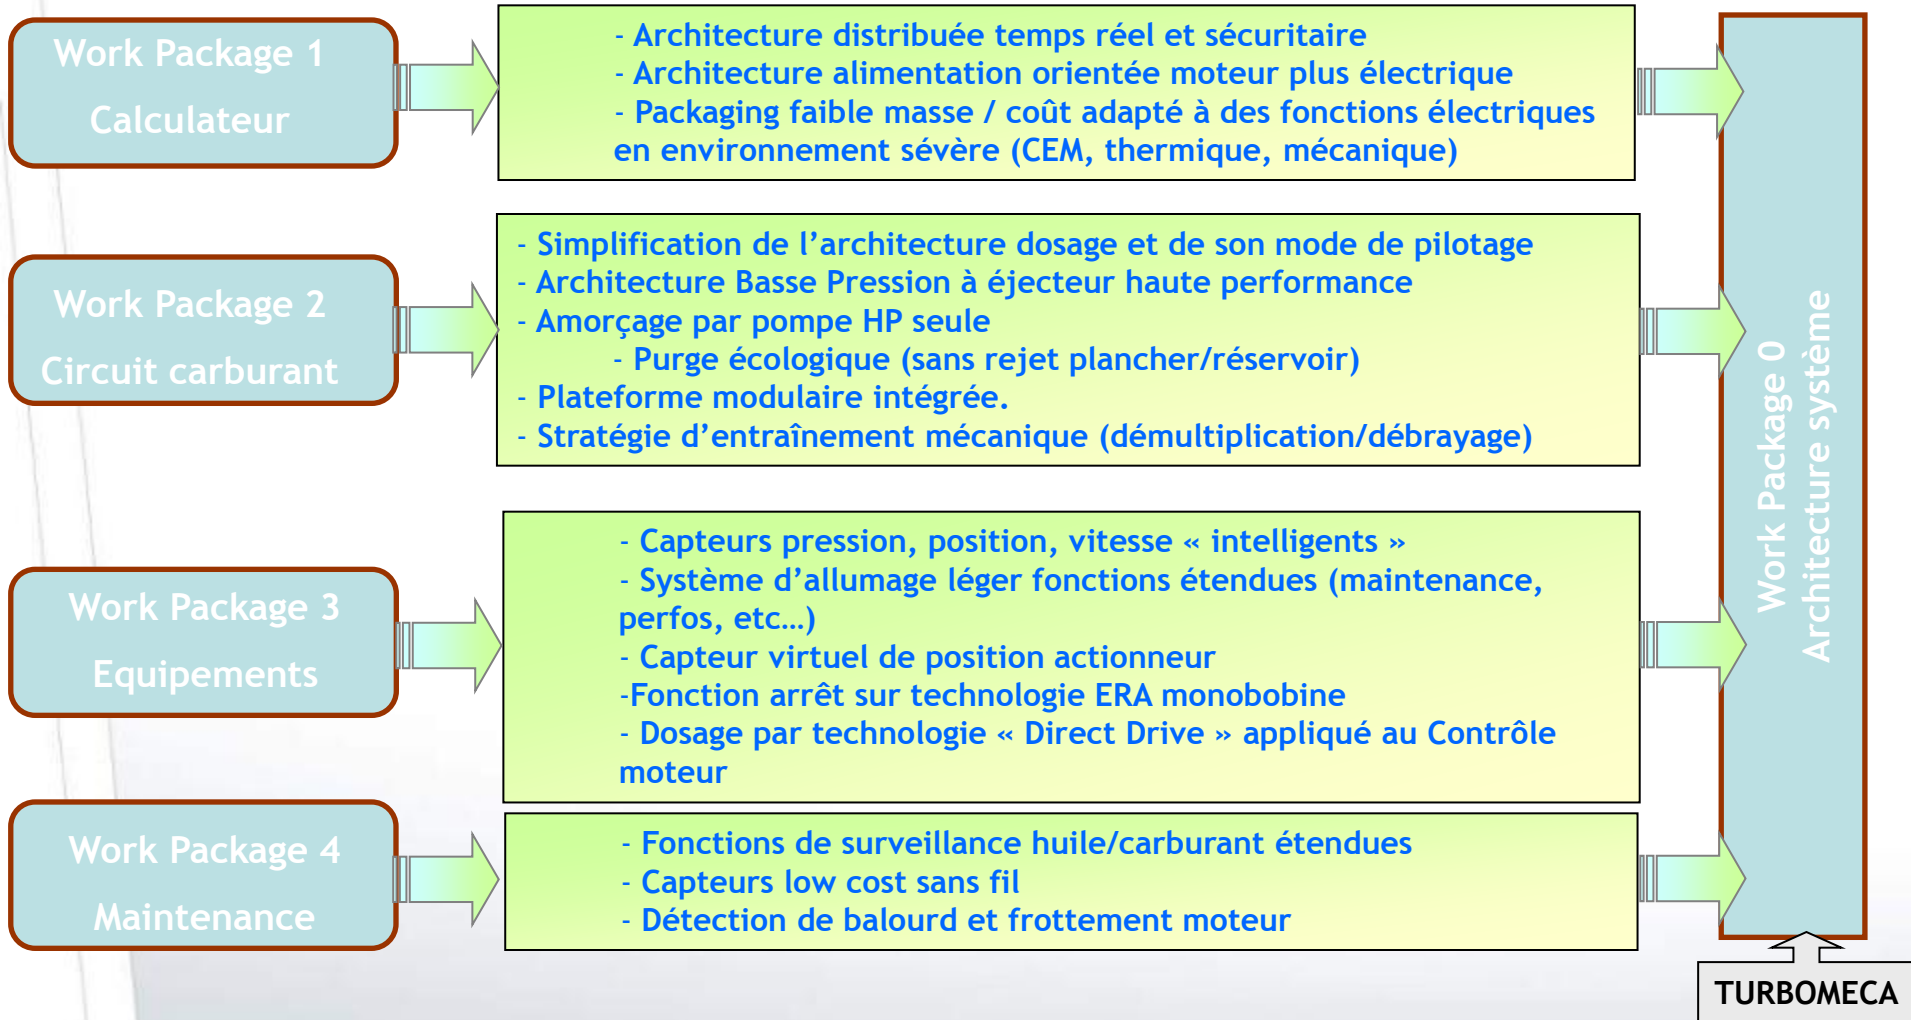 Work Package 1
Calculateur
- Architecture distribuée temps réel et sécuritaire
- Architecture alimentation orientée moteur plus électrique
- Packaging faible masse / coût adapté à des fonctions électriques
en environnement sévère (CEM, thermique, mécanique)
Work Package 2
Circuit carburant
- Simplification de l’architecture dosage et de son mode de pilotage
- Architecture Basse Pression à éjecteur haute performance
- Amorçage par pompe HP seule
- Purge écologique (sans rejet plancher/réservoir)
- Plateforme modulaire intégrée.
- Stratégie d’entraînement mécanique (démultiplication/débrayage)
Work Package 3
Equipements
- Capteurs pression, position, vitesse « intelligents »
- Système d’allumage léger fonctions étendues (maintenance,
perfos, etc…)
- Capteur virtuel de position actionneur
-Fonction arrêt sur technologie ERA monobobine
- Dosage par technologie « Direct Drive » appliqué au Contrôle
moteur
Work Package 4
Maintenance
- Fonctions de surveillance huile/carburant étendues
- Capteurs low cost sans fil
- Détection de balourd et frottement moteur
Work Package 0
Architecture système
TURBOMECA